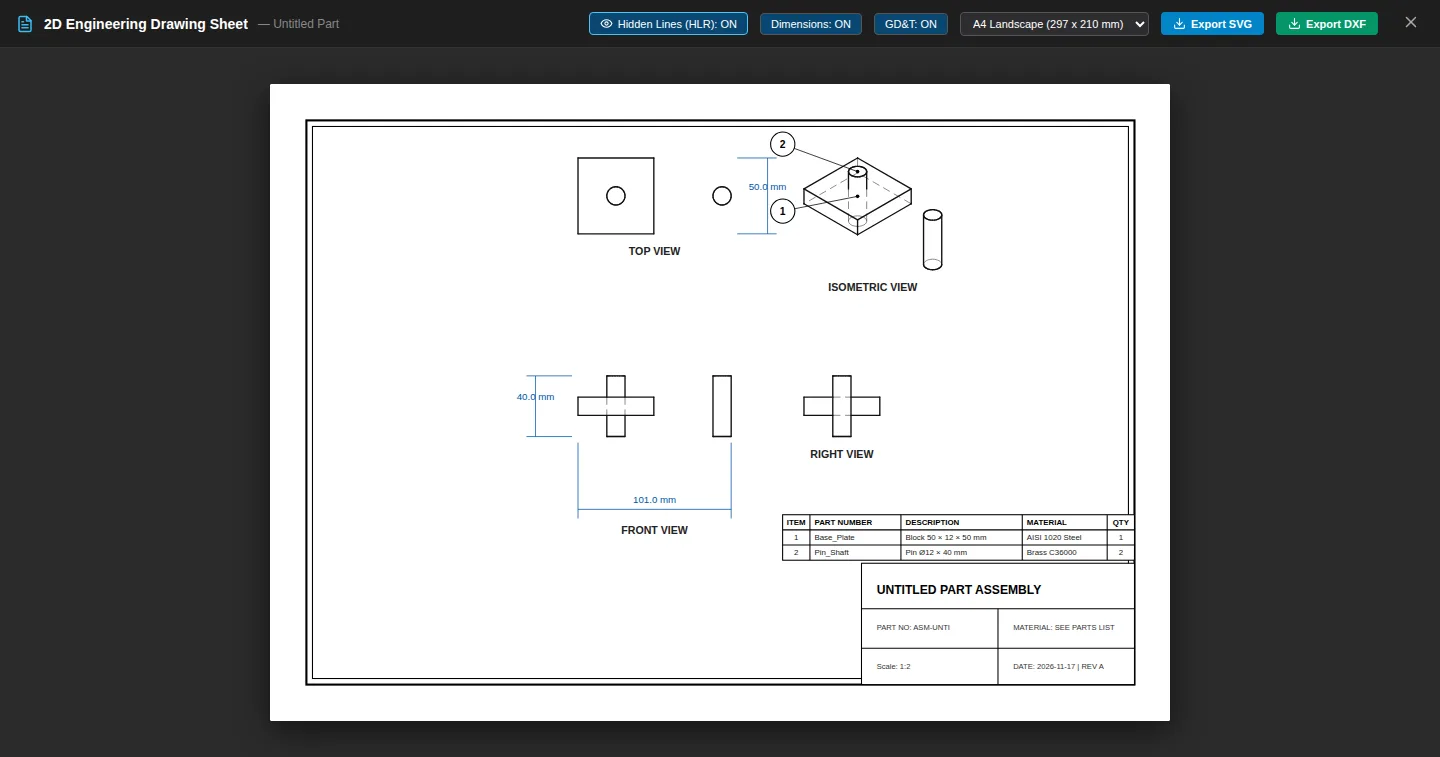 2D Engineering Drawing Sheet — Untitled Part
Hidden Lines (HLR): ON
Dimensions: ON
GD&T: ON
A4 Landscape (297 x 210 mm)
Export SVG
Export DXF
2
50.0 mm
1
TOP VIEW
ISOMETRIC VIEW
40.0 mm
RIGHT VIEW
101.0 mm
FRONT VIEW
ITEM PART NUMBER DESCRIPTION MATERIAL QTY
1 Base_Plate Block 50 × 12 × 50 mm AISI 1020 Steel 1
2 Pin_Shaft Pin Ø12 × 40 mm Brass C36000 2
UNTITLED PART ASSEMBLY
PART NO: ASM-UNTI MATERIAL: SEE PARTS LIST
Scale: 1:2 DATE: 2026-11-17 | REV A